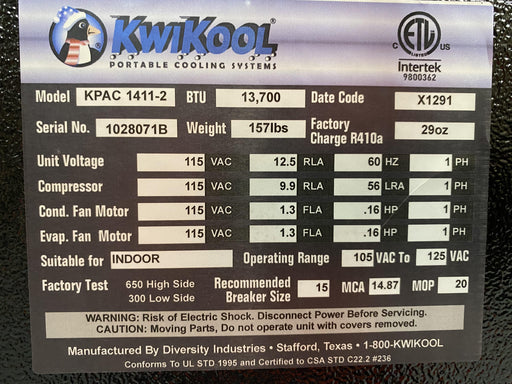 KWIKOOL
PORTABLE COOLING SYSTEMS
C ETL US
LISTED
Intertek
9800362
Model KPAC 1411-2 BTU 13,700 Date Code X1291
Serial No. 1028071B Weight 157lbs Factory Charge R410a 29oz
Unit Voltage 115 VAC 12.5 RLA 60 HZ 1 PH
Compressor 115 VAC 9.9 RLA 56 LRA 1 PH
Cond. Fan Motor 115 VAC 1.3 FLA .16 HP 1 PH
Evap. Fan Motor 115 VAC 1.3 FLA .16 HP 1 PH
Suitable for INDOOR Operating Range 105 VAC To 125 VAC
Factory Test 650 High Side 300 Low Side Recommended Breaker Size 15 MCA 14.87 MOP 20
WARNING: Risk of Electric Shock. Disconnect Power Before Servicing.
CAUTION: Moving Parts, Do not operate unit with covers removed.
Manufactured By Diversity Industries • Stafford, Texas • 1-800-KWIKOOL
Conforms To UL STD 1995 and Certified to CSA STD C22.2 #236